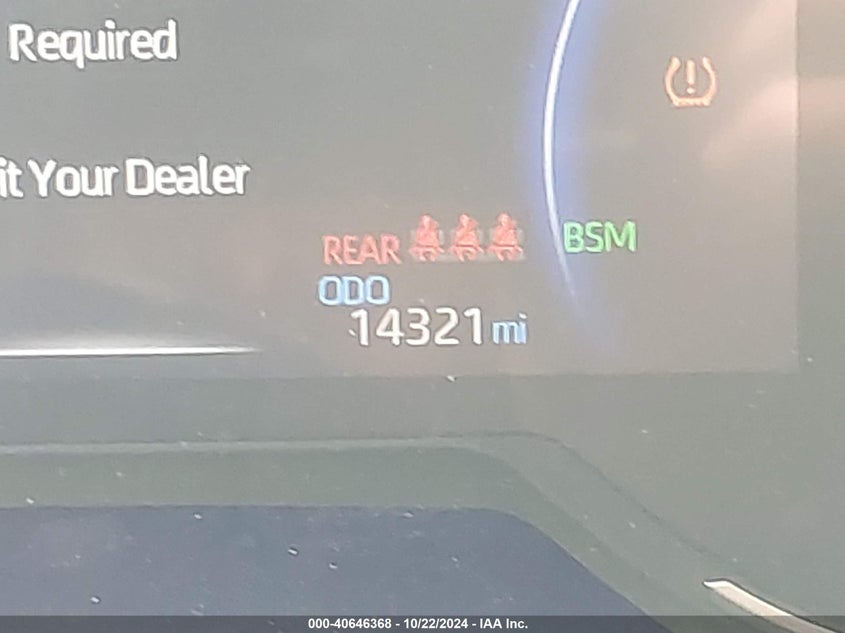 Required
it Your Dealer
REAR
BSM
ODO
14321 mi
000-40646368 - 10/22/2024 - IAA Inc.